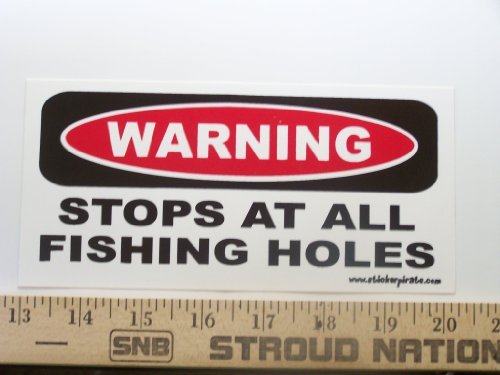 WARNING
STOPS AT ALL
FISHING HOLES
www.stickerpirate.com
13 14 15 16 17 18 19 20 21
SNB STROUD NATION